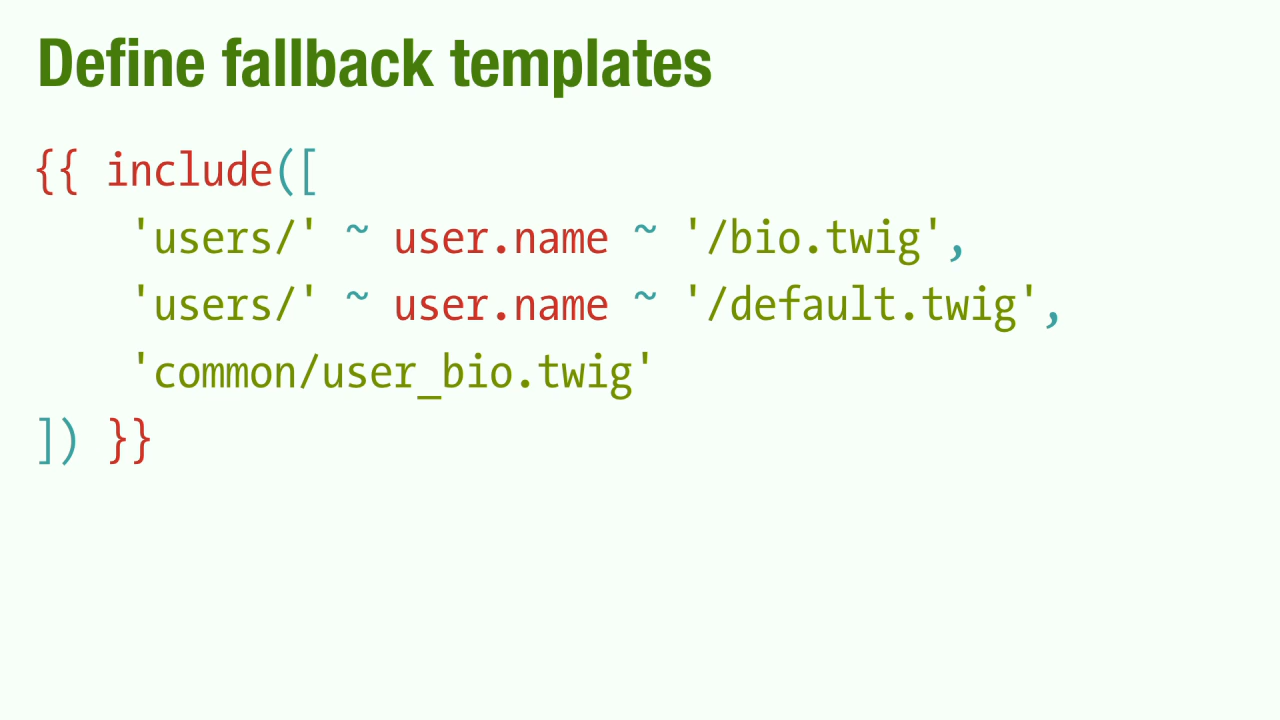 Define fallback templates
{{ include([
    'users/' ~ user.name ~ '/bio.twig',
    'users/' ~ user.name ~ '/default.twig',
    'common/user_bio.twig'
]) }}